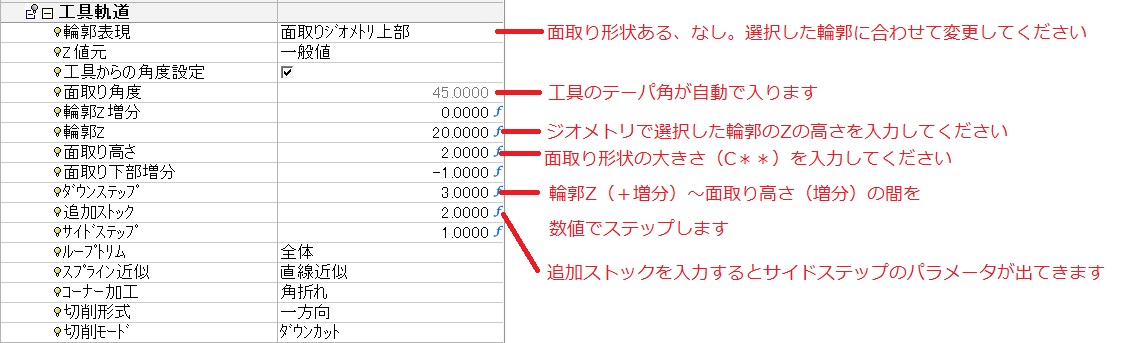 工具軌道
輪郭表現 面取りジオメトリ上部 面取り形状ある、なし。選択した輪郭に合わせて変更してください
Z値元 一般値
工具からの角度設定
面取り角度 45.0000 工具のテーパ角が自動で入ります
輪郭Z増分 0.0000 f
輪郭Z 20.0000 f ジオメトリで選択した輪郭のZの高さを入力してください
面取り高さ 2.0000 f 面取り形状の大きさ（C＊＊）を入力してください
面取り下部増分 -1.0000 f
ダウンステップ 3.0000 f 輪郭Z（＋増分）～面取り高さ（増分）の間を
追加ストック 2.0000 f 数値でステップします
サイドステップ 1.0000 f
ループトリム 全体
スプライン近似 直線近似 追加ストックを入力するとサイドステップのパラメータが出てきます
コーナー加工 角折れ
切削形式 一方向
切削モード ダウンカット